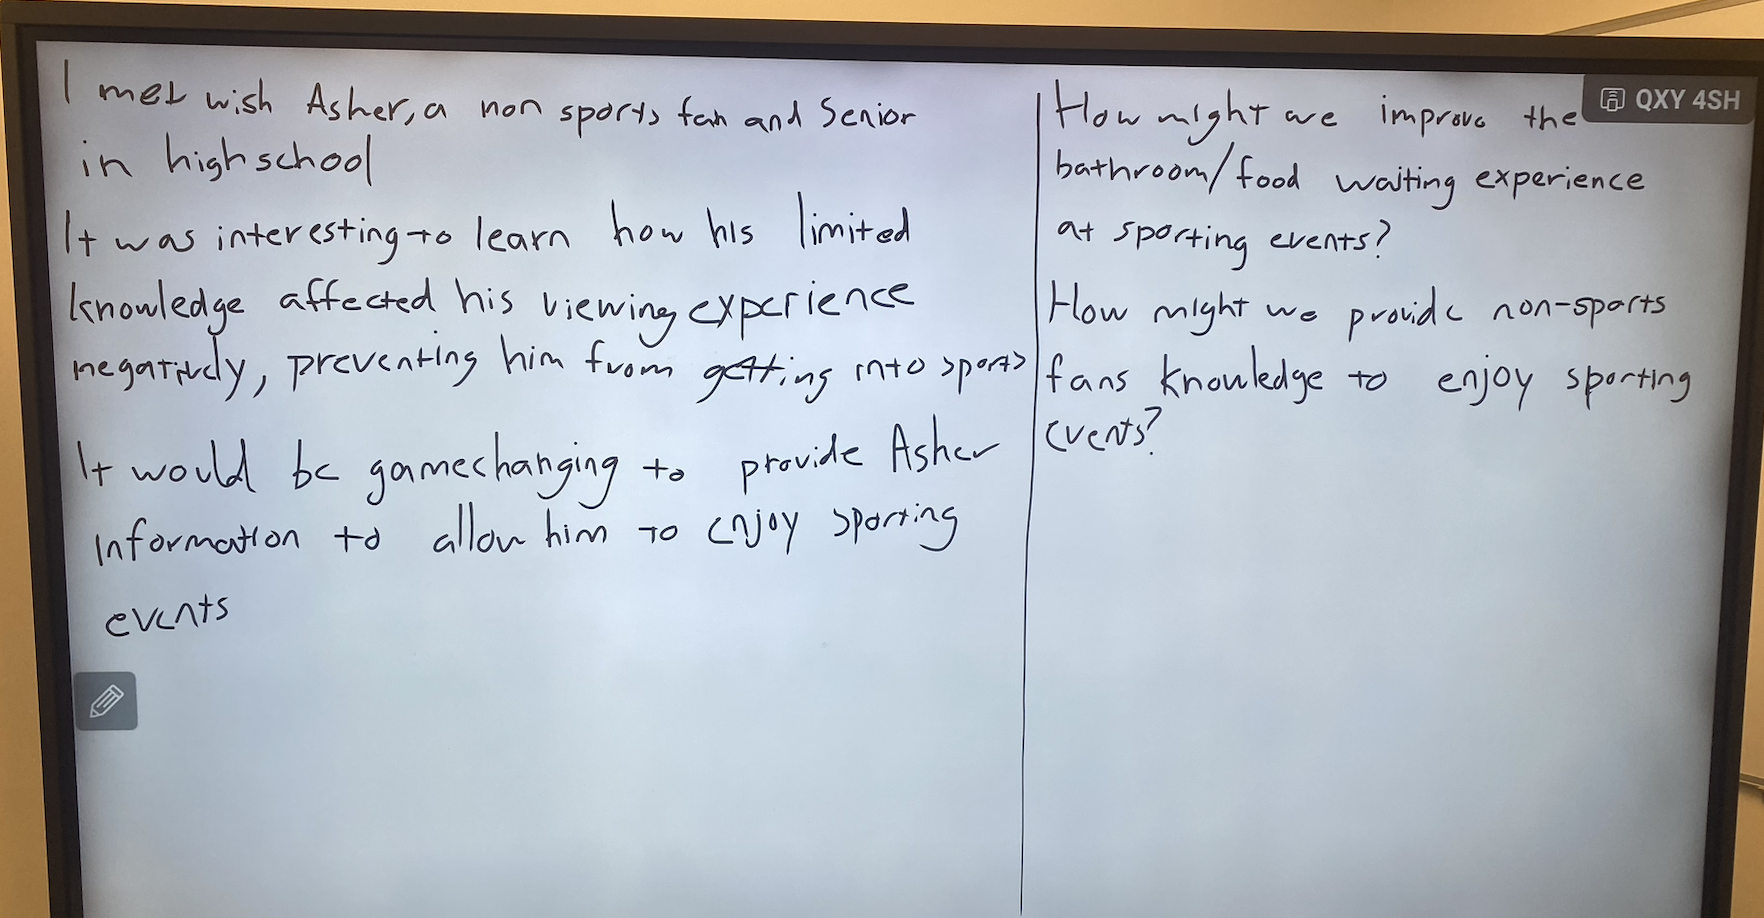 I met wish Asher, a non sports fan and Senior
in highschool
It was interesting to learn how his limited
knowledge affected his viewing experience
negatively, preventing him from getting into sports
It would be gamechanging to provide Asher
information to allow him to enjoy sporting
events
QXY 4SH
How might we improve the
bathroom/food waiting experience
at sporting events?
How might we provide non-sports
fans knowledge to enjoy sporting
events?